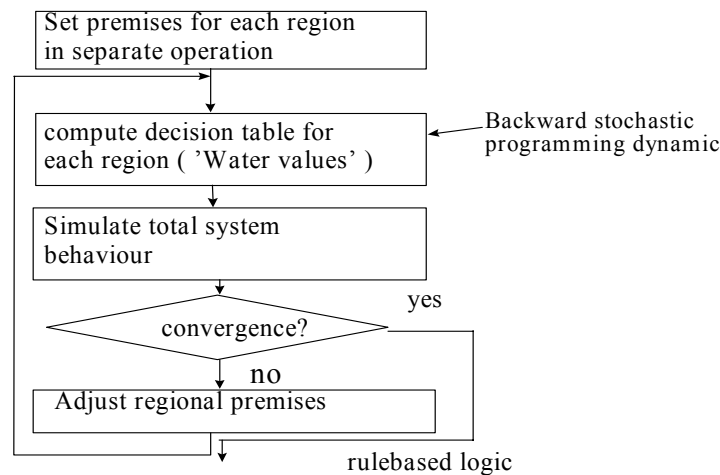 Set premises for each region
in separate operation
compute decision table for
each region ( 'Water values' )
Backward stochastic
programming dynamic
Simulate total system
behaviour
yes
convergence?
no
Adjust regional premises
rulebased logic